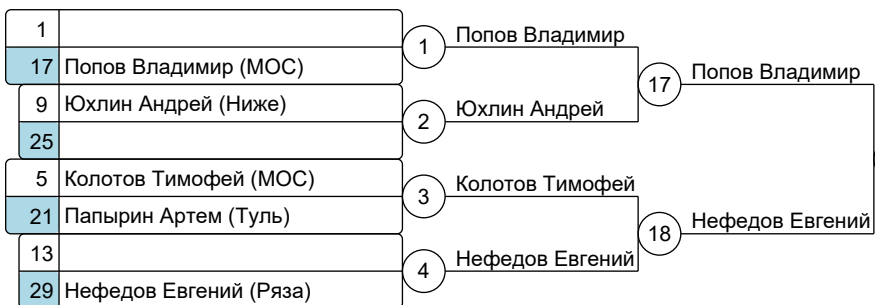 1
17 Попов Владимир (МОС)
9 Юхлин Андрей (Ниже)
25
5 Колотов Тимофей (МОС)
21 Папырин Артем (Туль)
13
29 Нефедов Евгений (Ряза)
1 Попов Владимир
2 Юхлин Андрей
3 Колотов Тимофей
4 Нефедов Евгений
17 Попов Владимир
18 Нефедов Евгений